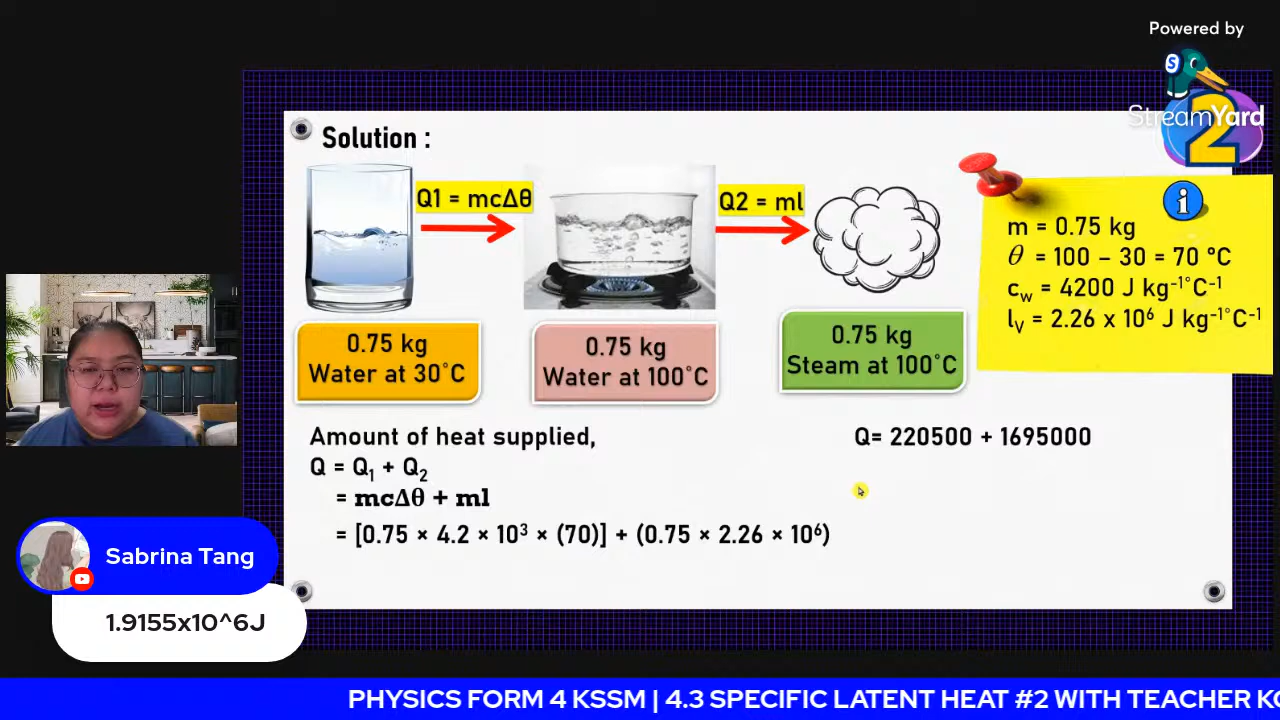 Powered by
S
StreamYard
2
Solution :
Q1 = mcΔθ
Q2 = ml
i
m = 0.75 kg
θ = 100 – 30 = 70 °C
c_w = 4200 J kg⁻¹°C⁻¹
l_V = 2.26 x 10⁶ J kg⁻¹°C⁻¹
0.75 kg
Water at 30°C
0.75 kg
Water at 100°C
0.75 kg
Steam at 100°C
Amount of heat supplied,
Q = Q₁ + Q₂
= mcΔθ + ml
= [0.75 × 4.2 × 10³ × (70)] + (0.75 × 2.26 × 10⁶)
Q= 220500 + 1695000
Sabrina Tang
1.9155x10^6J
PHYSICS FORM 4 KSSM | 4.3 SPECIFIC LATENT HEAT #2 WITH TEACHER KO